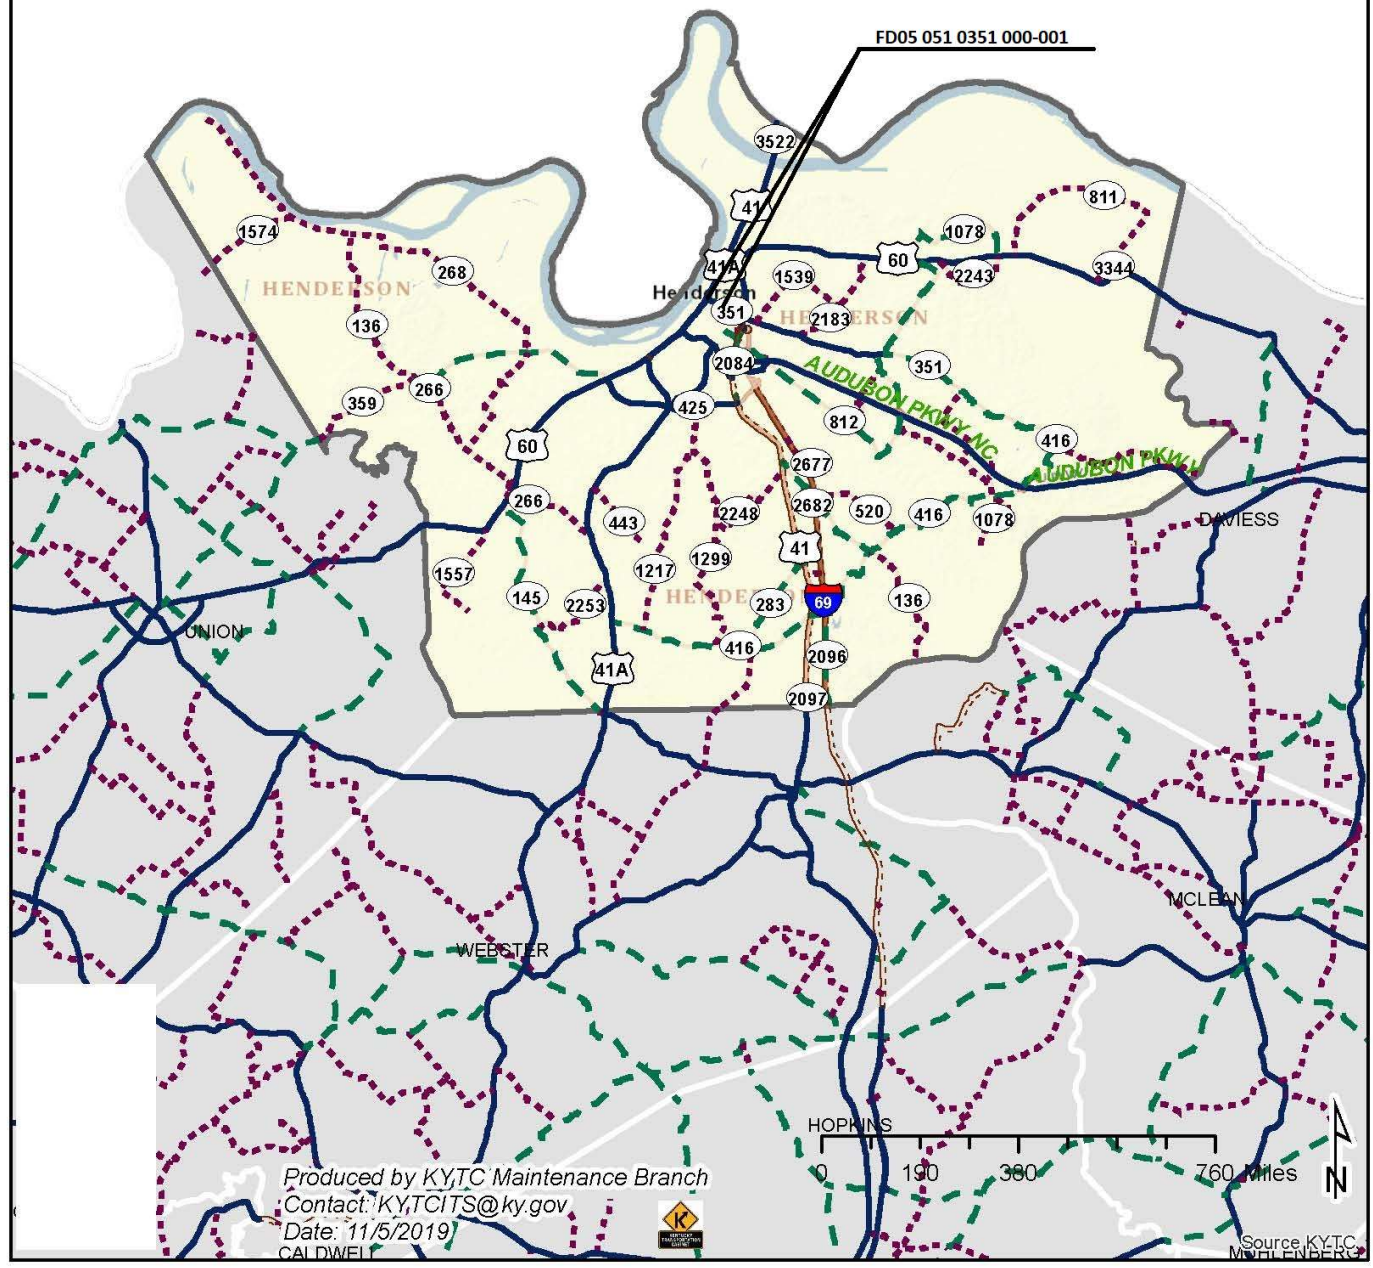 FD05 051 0351 000-001
3522
41
811
1574
1078
60
41A
268
2243
3344
1539
HENDERSON
Henderson
351
2183
HENDERSON
136
2084
351
AUDUBON PKWY NC
266
359
425
812
416
60
2677
AUDUBON PKWY
266
2682
520
416
1078
443
2248
DAVIESS
41
1299
1217
1557
145
2253
HENDERSON
283
69
136
UNION
416
2096
41A
2097
MCLEAN
WEBSTER
HOPKINS
0 190 380 760 Miles
N
Produced by KYTC Maintenance Branch
Contact: KYTCITS@ky.gov
Date: 11/5/2019
CALDWELL
KENTUCKY
TRANSPORTATION
CABINET
Source KYTC
MUHLENBERG